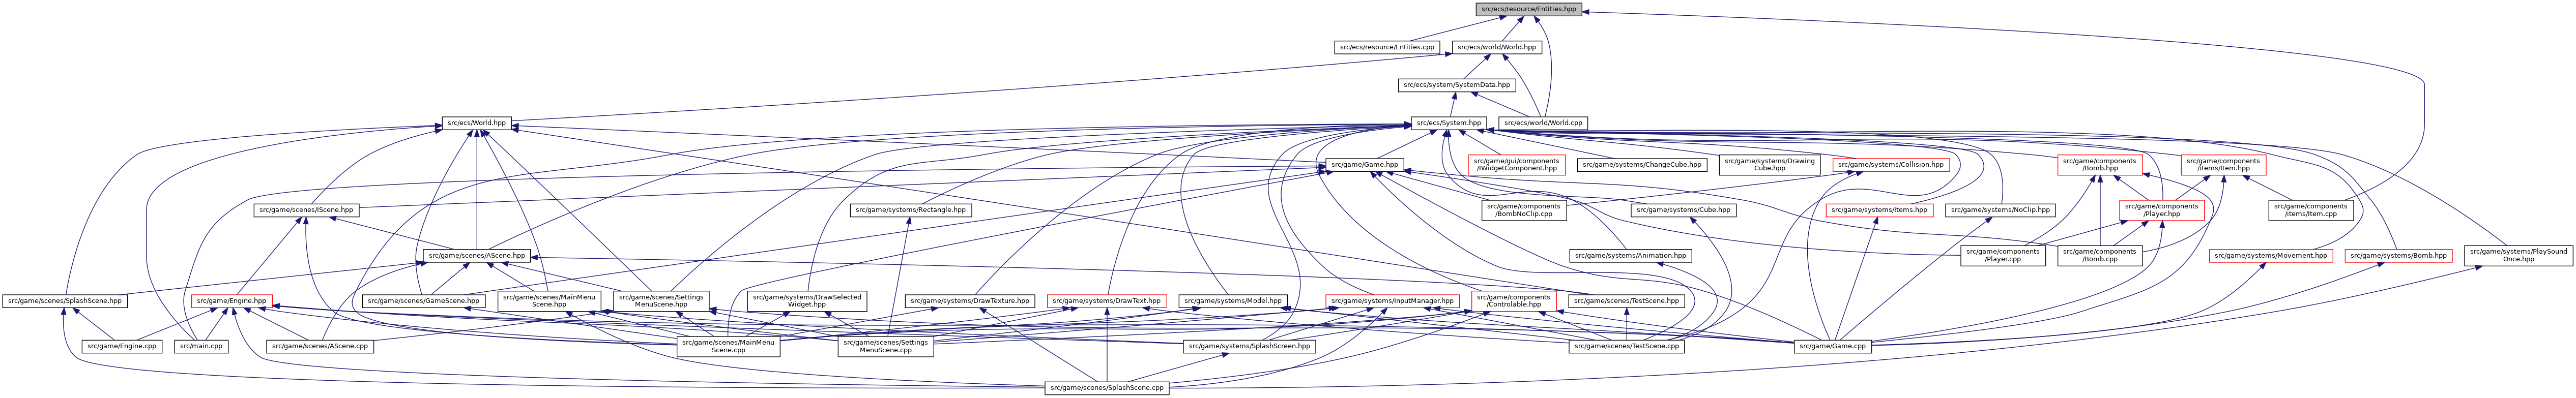 src/ecs/resource/Entities.hpp
src/ecs/resource/Entities.cpp
src/ecs/world/World.hpp
src/ecs/system/SystemData.hpp
src/ecs/World.hpp
src/ecs/System.hpp
src/ecs/world/World.cpp
src/game/Game.hpp
src/game/gui/components
/IWidgetComponent.hpp
src/game/systems/ChangeCube.hpp
src/game/systems/Drawing
Cube.hpp
src/game/systems/Collision.hpp
src/game/components
/Bomb.hpp
src/game/components
/items/Item.hpp
src/game/scenes/IScene.hpp
src/game/systems/Rectangle.hpp
src/game/components
/BombNoClip.cpp
src/game/systems/Cube.hpp
src/game/systems/Items.hpp
src/game/systems/NoClip.hpp
src/game/components
/Player.hpp
src/game/components
/items/Item.cpp
src/game/scenes/AScene.hpp
src/game/systems/Animation.hpp
src/game/components
/Player.cpp
src/game/components
/Bomb.cpp
src/game/systems/Movement.hpp
src/game/systems/Bomb.hpp
src/game/systems/PlaySound
Once.hpp
src/game/scenes/SplashScene.hpp
src/game/Engine.hpp
src/game/scenes/GameScene.hpp
src/game/scenes/MainMenu
Scene.hpp
src/game/scenes/Settings
MenuScene.hpp
src/game/systems/DrawSelected
Widget.hpp
src/game/systems/DrawTexture.hpp
src/game/systems/DrawText.hpp
src/game/systems/Model.hpp
src/game/systems/InputManager.hpp
src/game/components
/Controlable.hpp
src/game/scenes/TestScene.hpp
src/game/Engine.cpp
src/main.cpp
src/game/scenes/AScene.cpp
src/game/scenes/MainMenu
Scene.cpp
src/game/scenes/Settings
MenuScene.cpp
src/game/systems/SplashScreen.hpp
src/game/scenes/TestScene.cpp
src/game/Game.cpp
src/game/scenes/SplashScene.cpp